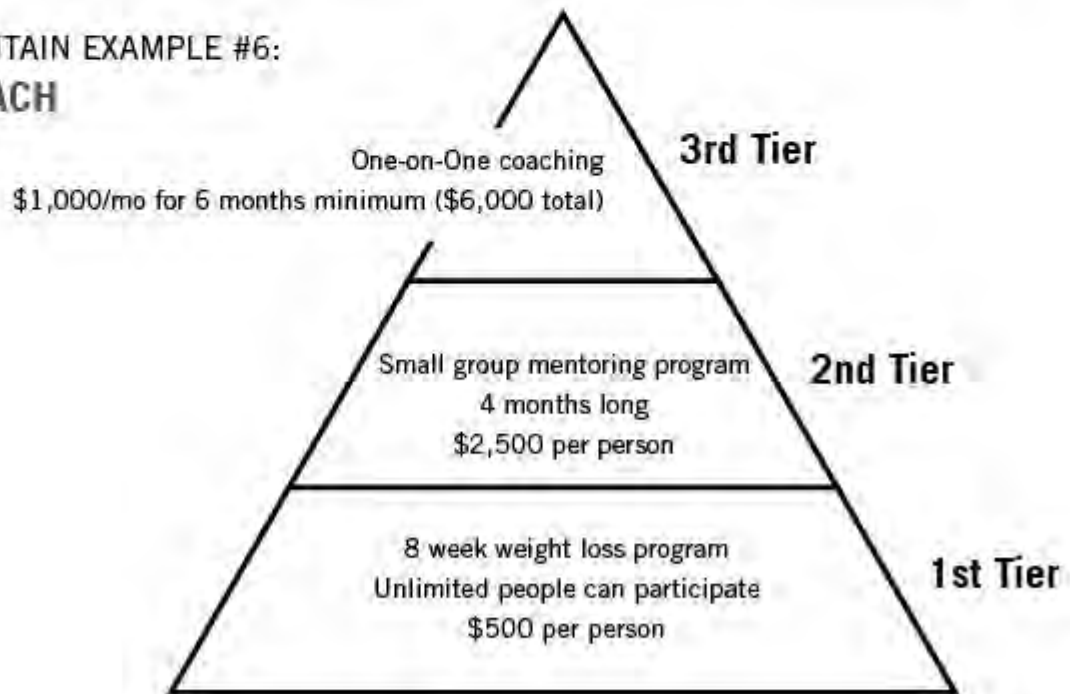 EXAMPLE #6:
One-on-One coaching
$1,000/mo for 6 months minimum ($6,000 total)
3rd Tier
Small group mentoring program
4 months long
$2,500 per person
2nd Tier
8 week weight loss program
Unlimited people can participate
$500 per person
1st Tier